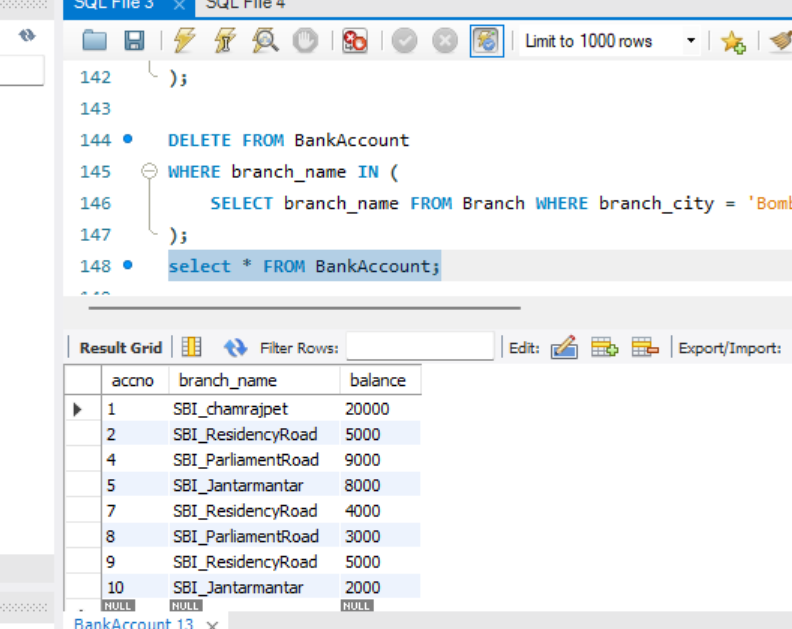 SQL File 3 × SQL File 4
Limit to 1000 rows
142 );
143
144 DELETE FROM BankAccount
145 WHERE branch_name IN (
146 SELECT branch_name FROM Branch WHERE branch_city = 'Bomb
147 );
148 select * FROM BankAccount;
Result Grid Filter Rows: Edit: Export/Import:
accno branch_name balance
1 SBI_chamrajpet 20000
2 SBI_ResidencyRoad 5000
4 SBI_ParliamentRoad 9000
5 SBI_Jantarmantar 8000
7 SBI_ResidencyRoad 4000
8 SBI_ParliamentRoad 3000
9 SBI_ResidencyRoad 5000
10 SBI_Jantarmantar 2000
NULL NULL NULL
BankAccount 13 ×